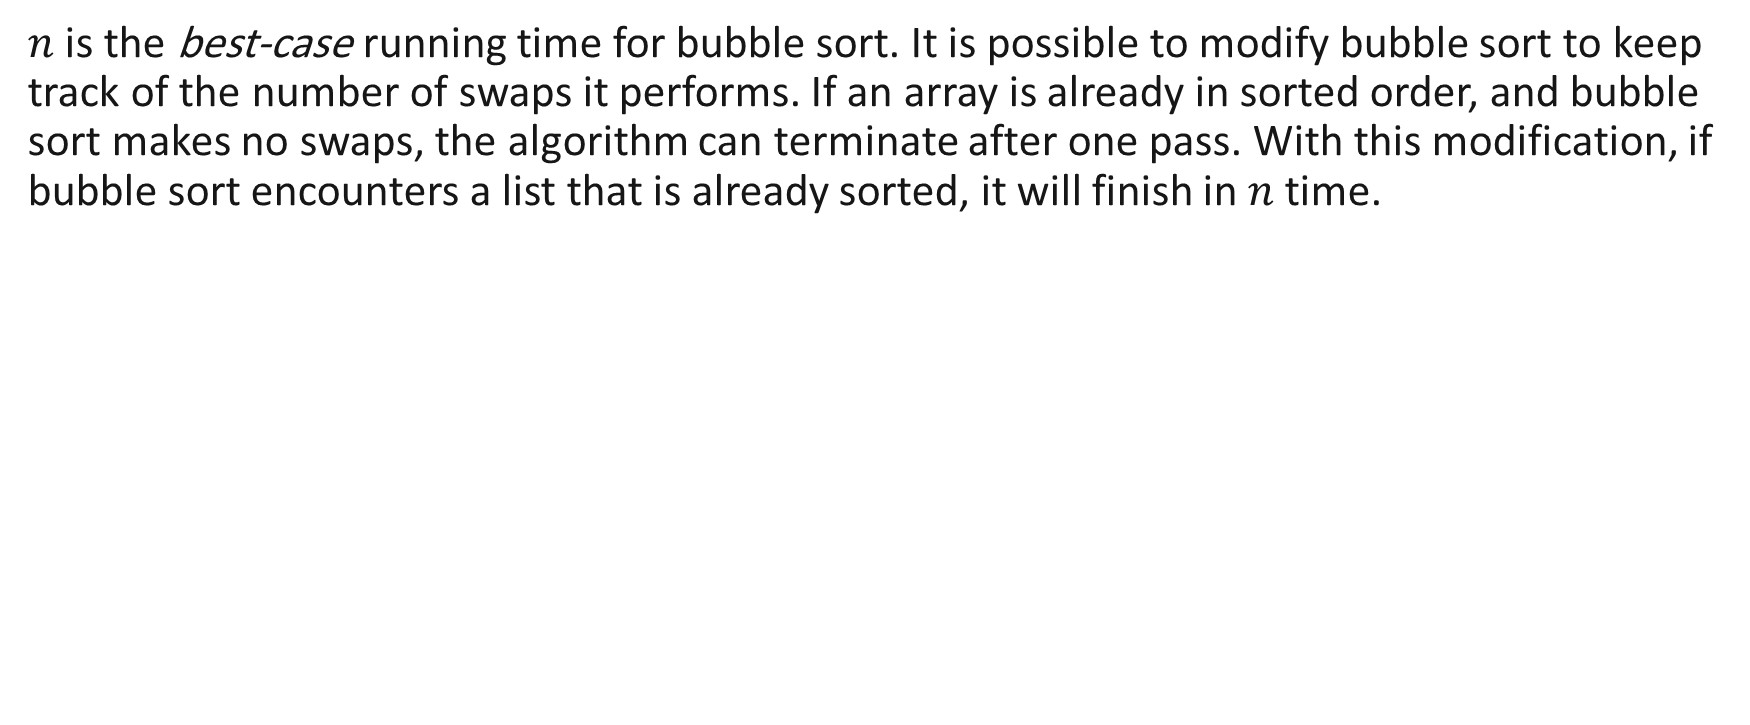 n is the best-case running time for bubble sort. It is possible to modify bubble sort to keep
track of the number of swaps it performs. If an array is already in sorted order, and bubble
sort makes no swaps, the algorithm can terminate after one pass. With this modification, if
bubble sort encounters a list that is already sorted, it will finish in n time.